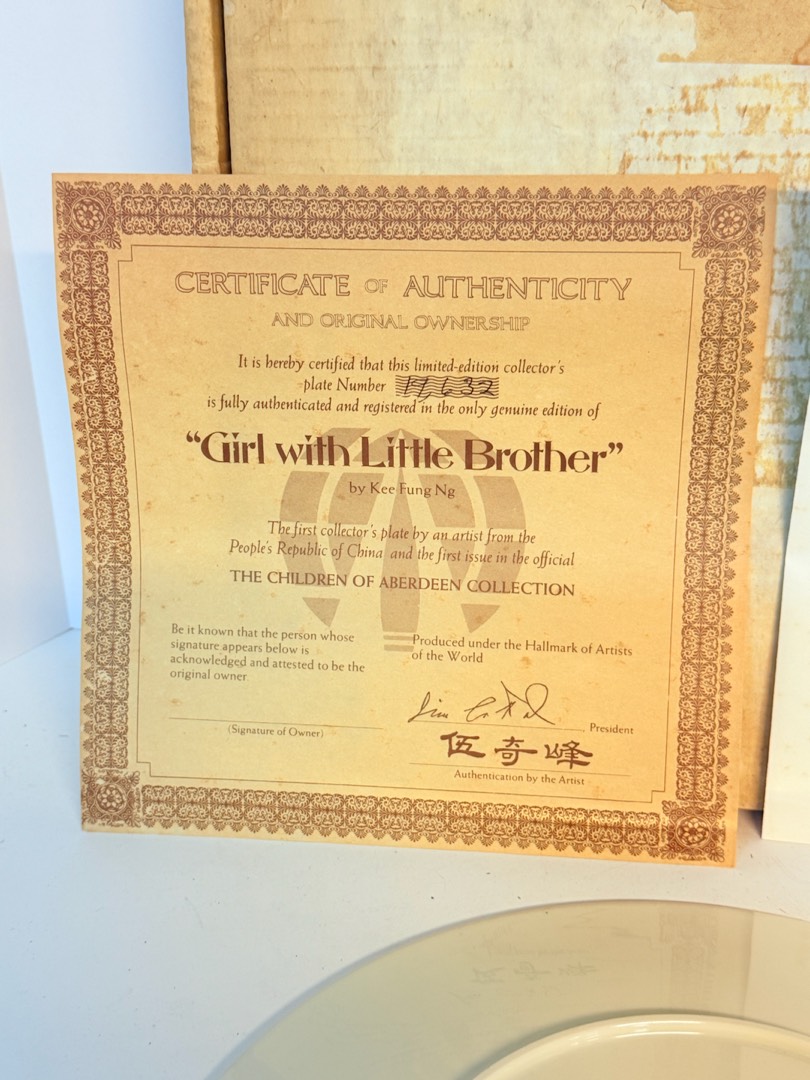 CERTIFICATE OF AUTHENTICITY
AND ORIGINAL OWNERSHIP
It is hereby certified that this limited-edition collector's
plate Number 17,632
is fully authenticated and registered in the only genuine edition of
"Girl with Little Brother"
by Kee Fung Ng
The first collector's plate by an artist from the
People's Republic of China and the first issue in the official
THE CHILDREN OF ABERDEEN COLLECTION
Be it known that the person whose
signature appears below is
acknowledged and attested to be the
original owner
(Signature of Owner)
Produced under the Hallmark of Artists
of the World
President
伍奇峰
Authentication by the Artist